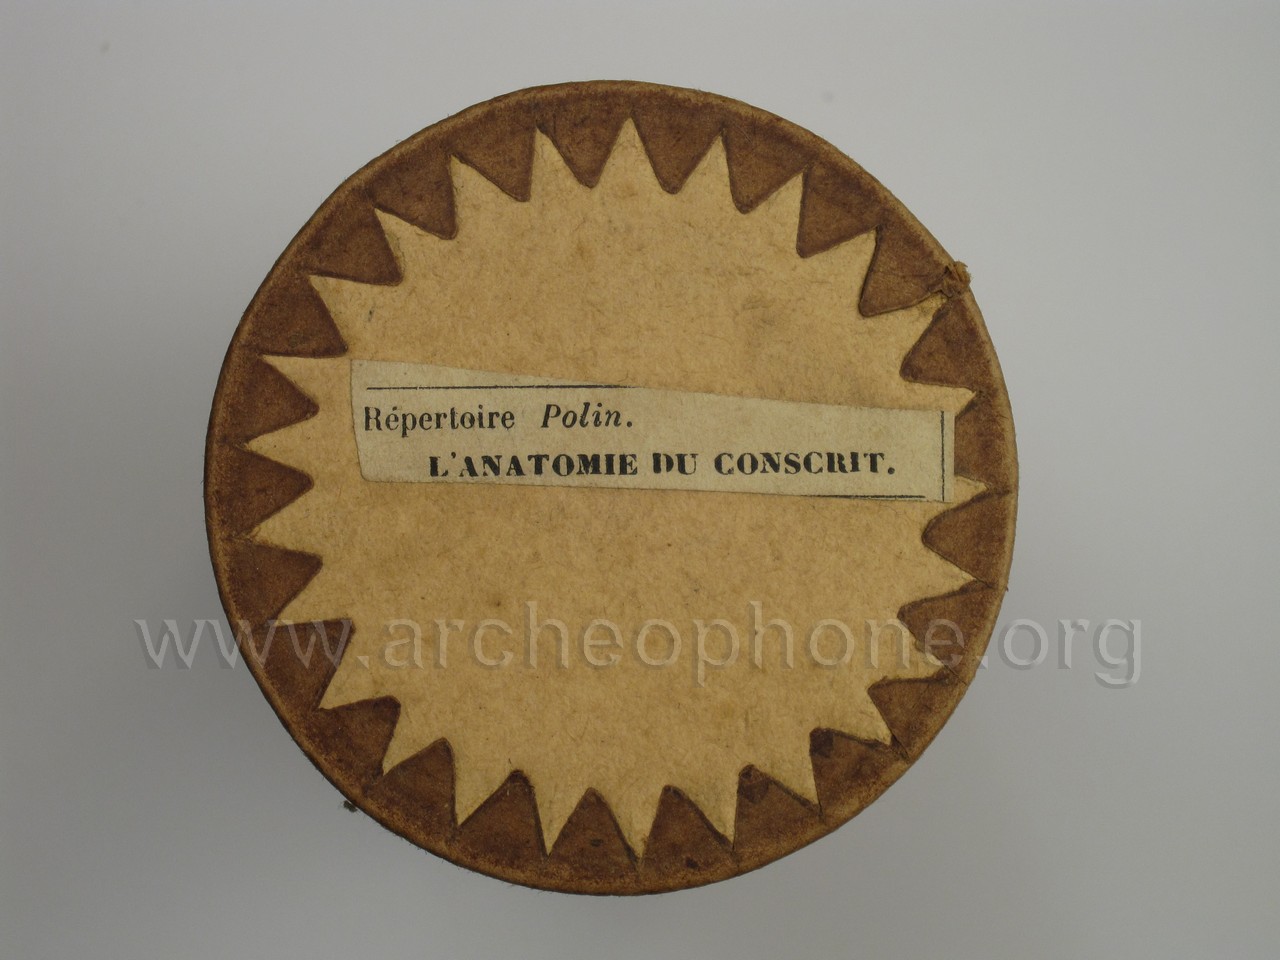 Répertoire Polin.
L'ANATOMIE DU CONSCRIT.
www.archeophone.org